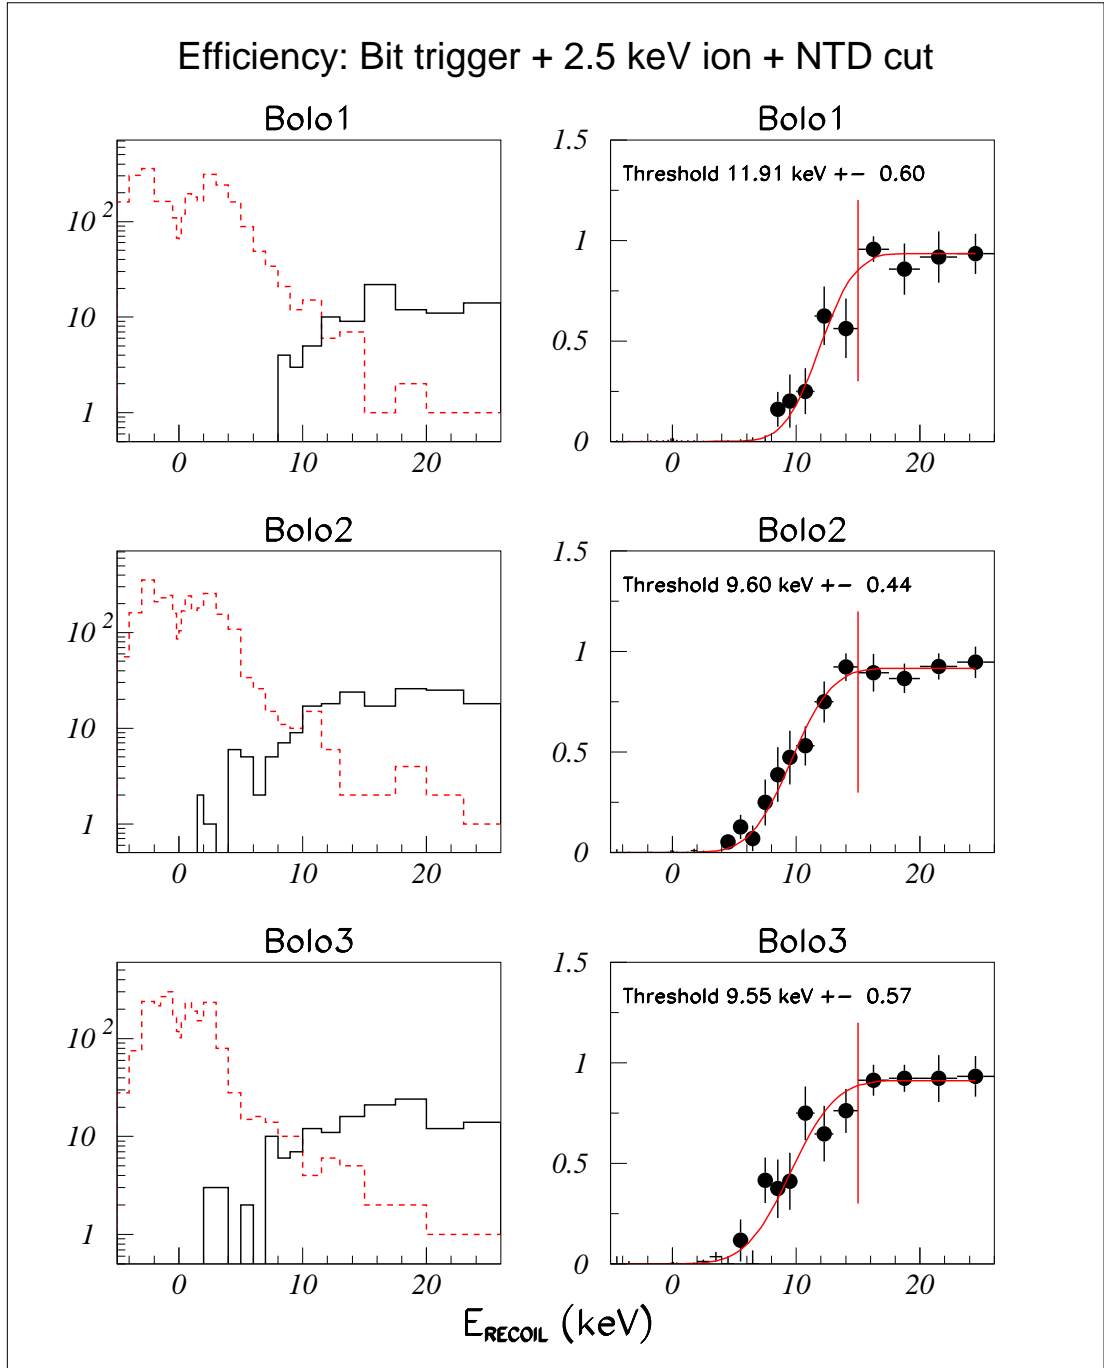 Efficiency: Bit trigger + 2.5 keV ion + NTD cut
Bolo1
Bolo1
10 2
10
1
0 10 20
1.5
1
0.5
0
Threshold 11.91 keV +- 0.60
0 10 20
Bolo2
Bolo2
10 2
10
1
0 10 20
1.5
1
0.5
0
Threshold 9.60 keV +- 0.44
0 10 20
Bolo3
Bolo3
10 2
10
1
0 10 20
1.5
1
0.5
0
Threshold 9.55 keV +- 0.57
0 10 20
E RECOIL (keV)